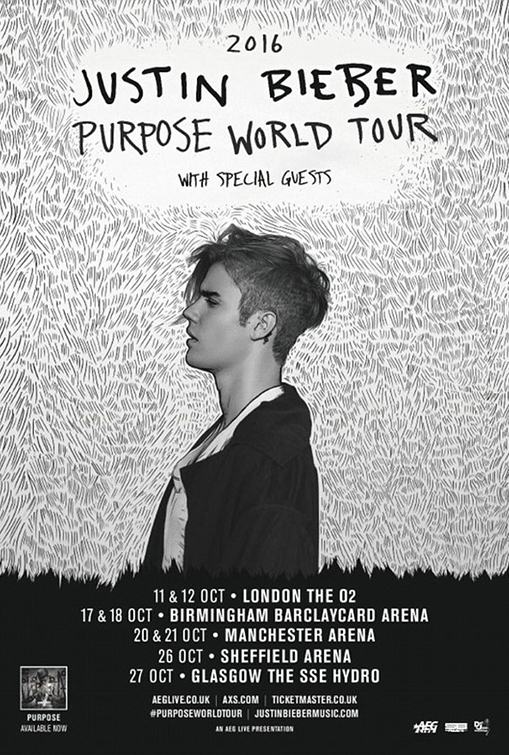 2016
JUSTIN BIEBER
PURPOSE WORLD TOUR
WITH SPECIAL GUESTS
11 & 12 OCT • LONDON THE O2
17 & 18 OCT • BIRMINGHAM BARCLAYCARD ARENA
20 & 21 OCT • MANCHESTER ARENA
26 OCT • SHEFFIELD ARENA
27 OCT • GLASGOW THE SSE HYDRO
AEGLIVE.CO.UK | AXS.COM | TICKETMASTER.CO.UK
#PURPOSEWORLDTOUR | JUSTINBIEBERMUSIC.COM
AN AEG LIVE PRESENTATION
PURPOSE
AVAILABLE NOW
AEG
LIVE